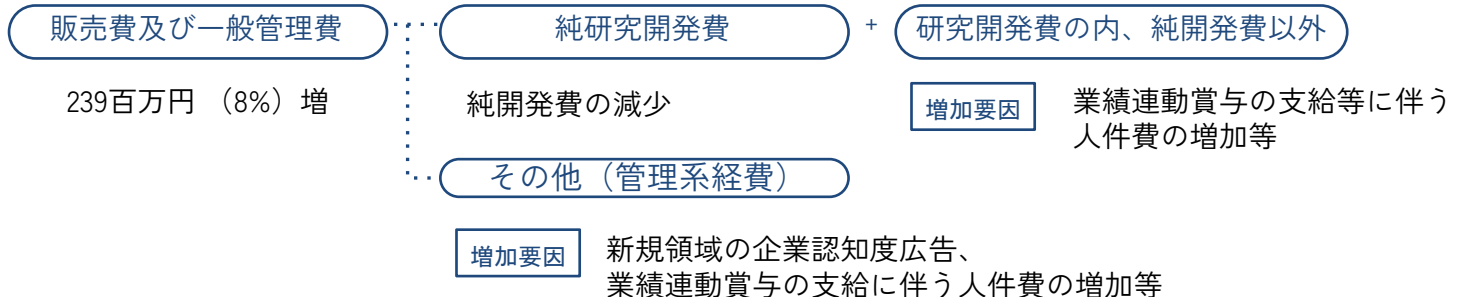 販売費及び一般管理費
純研究開発費
+
研究開発費の内、純開発費以外
239百万円 （8%）増
純開発費の減少
増加要因
業績連動賞与の支給等に伴う
人件費の増加等
その他（管理系経費）
増加要因
新規領域の企業認知度広告、
業績連動賞与の支給に伴う人件費の増加等